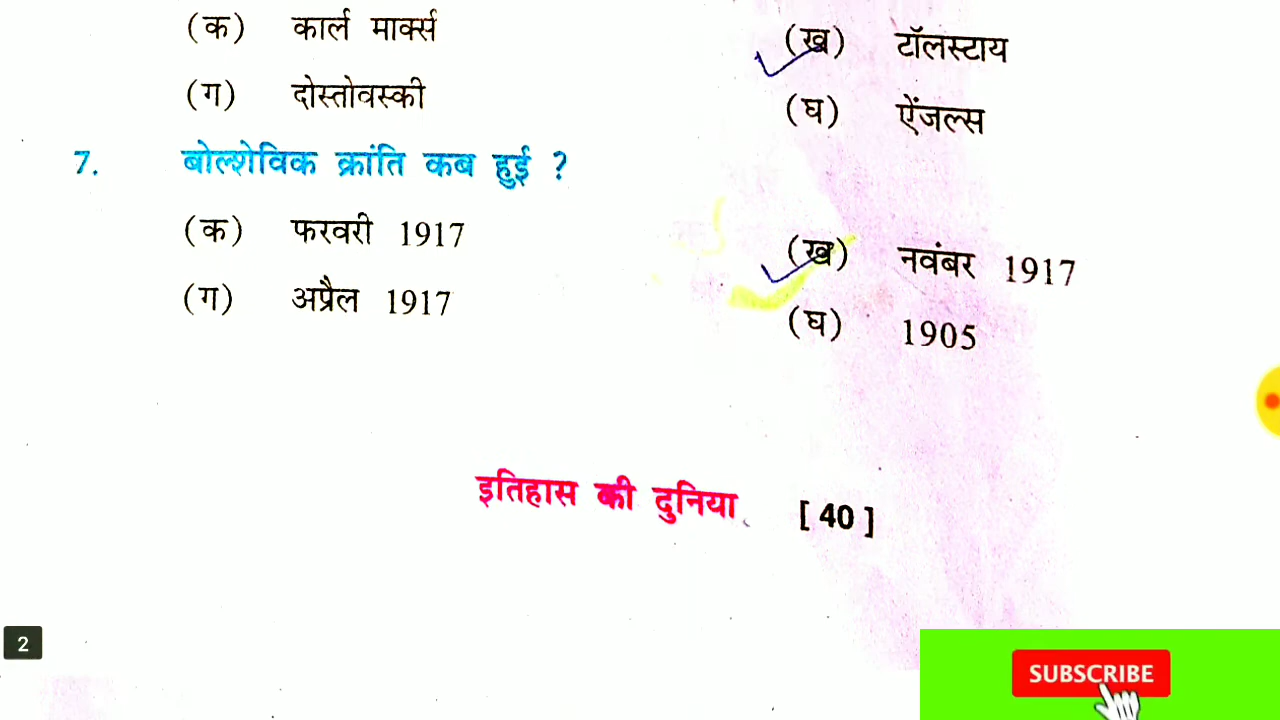 (क) कार्ल मार्क्स (ख) टॉलस्टाय
(ग) दोस्तोवस्की (घ) ऐंजल्स
7. बोल्शेविक क्रांति कब हुई ?
(क) फरवरी 1917 (ख) नवंबर 1917
(ग) अप्रैल 1917 (घ) 1905
इतिहास की दुनिया [ 40 ]
2
SUBSCRIBE